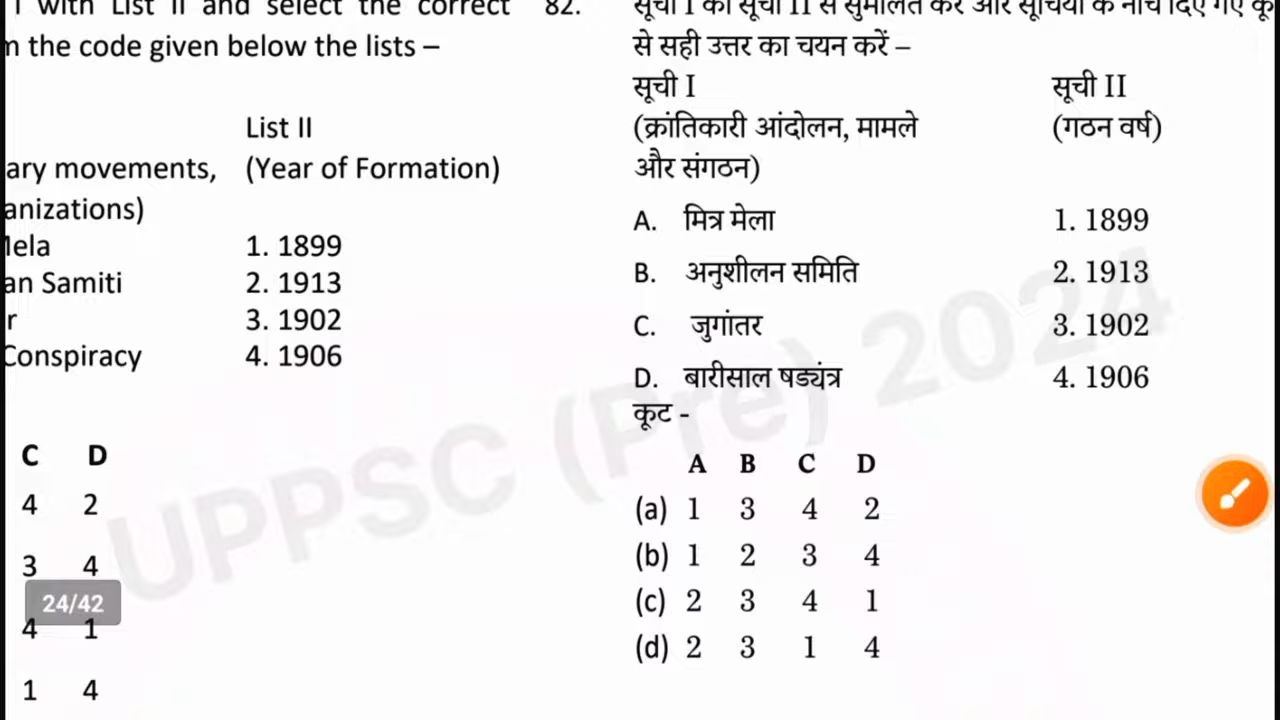 I with List II and select the correct
the code given below the lists –
List II
movements, (Year of Formation)
1. 1899
Samiti 2. 1913
3. 1902
Conspiracy 4. 1906
C D
4 2
3 4
24/42
4 1
1 4
82. सूची I को सूची II से सुमेलित करें और सूचियों के नीचे दिए गए
से सही उत्तर का चयन करें –
सूची I सूची II
(क्रांतिकारी आंदोलन, मामले (गठन वर्ष)
और संगठन)
A. मित्र मेला 1. 1899
B. अनुशीलन समिति 2. 1913
C. जुगांतर 3. 1902
D. बारीसाल षड्यंत्र 4. 1906
कूट -
A B C D
(a) 1 3 4 2
(b) 1 2 3 4
(c) 2 3 4 1
(d) 2 3 1 4
UPPSC (Pre) 2024